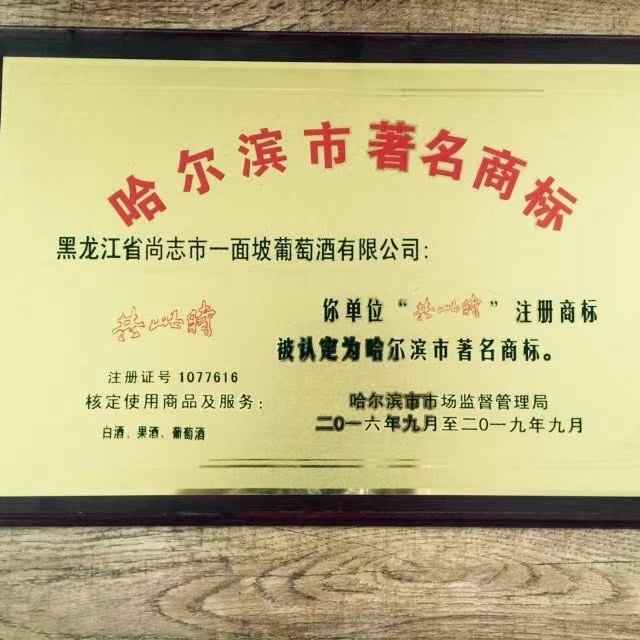 哈尔滨市著名商标
黑龙江省尚志市一面坡葡萄酒有限公司：
你单位“ ”注册商标
被认定为哈尔滨市著名商标。
注册证号 1077616
核定使用商品及服务：
白酒、果酒、葡萄酒
哈尔滨市市场监督管理局
二〇一六年九月至二〇一九年九月